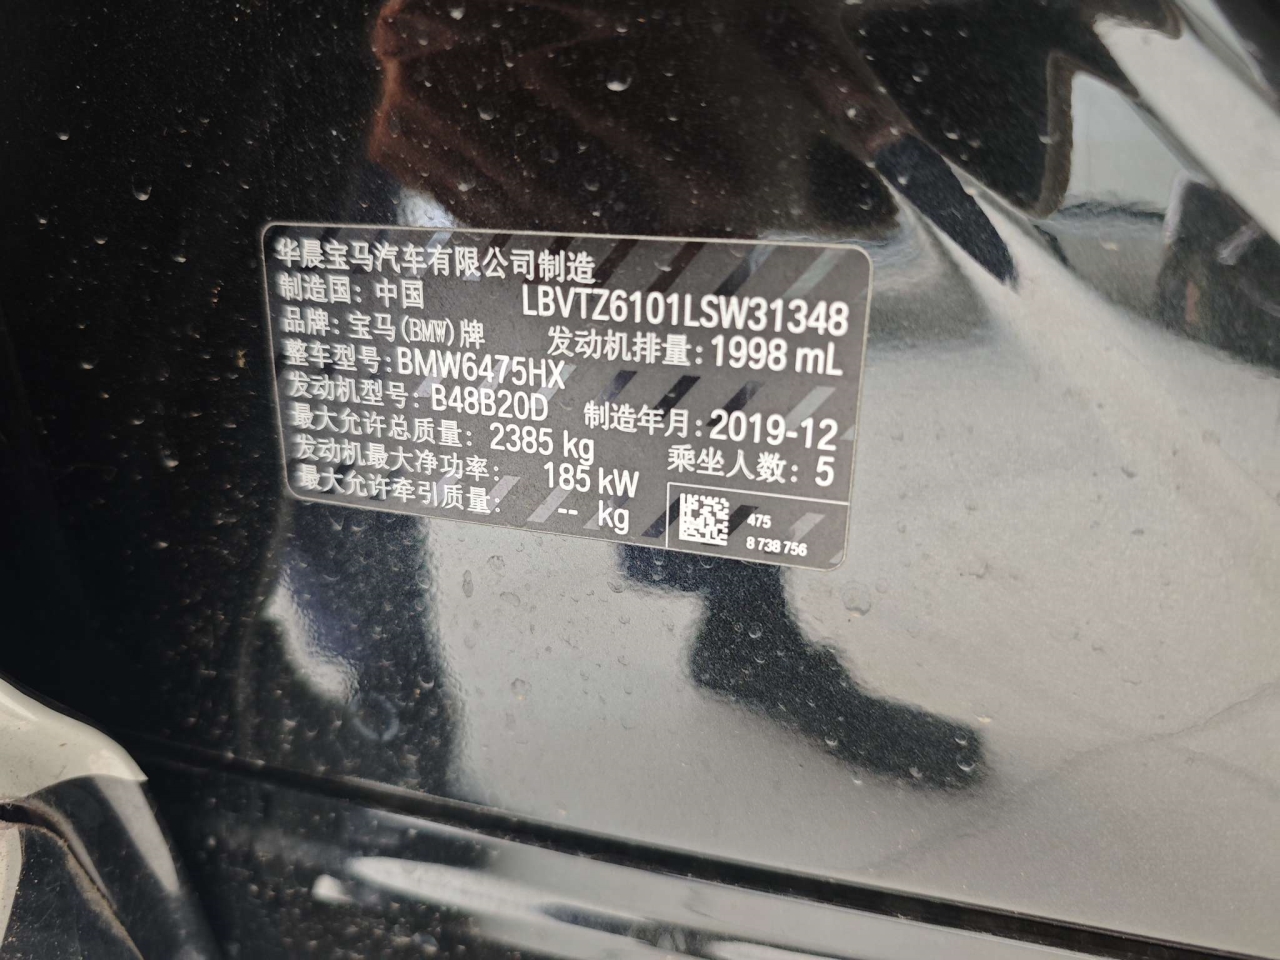 华晨宝马汽车有限公司制造
制造国：中国 LBVTZ6101LSW31348
品牌：宝马(BMW)牌 发动机排量：1998 mL
整车型号：BMW6475HX
发动机型号：B48B20D 制造年月：2019-12
最大允许总质量：2385 kg 乘坐人数：5
发动机最大净功率：185 kW
最大允许牵引质量：-- kg
475
8 738 756